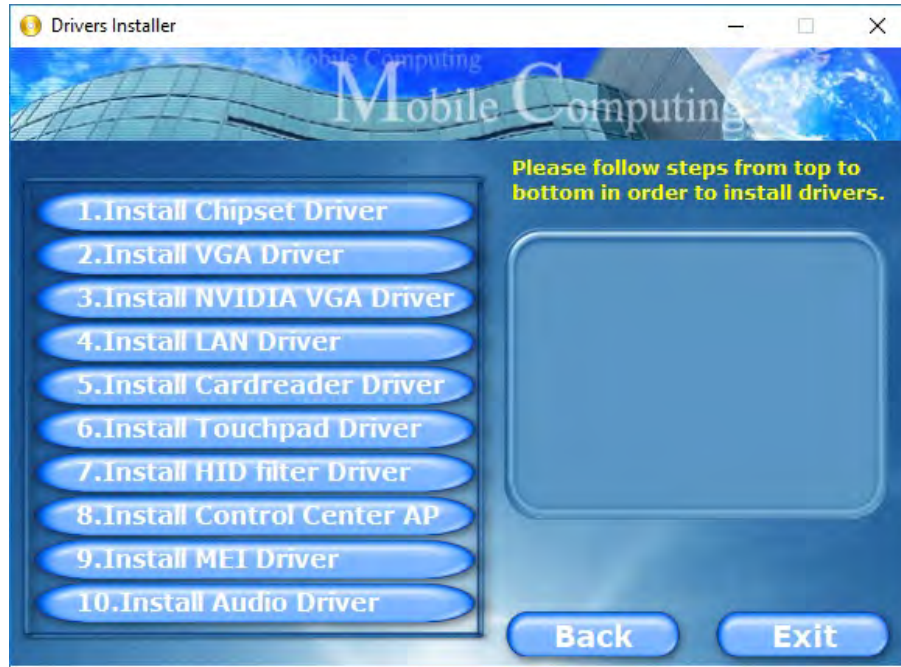 Drivers Installer
Mobile Computing
Mobile Computing
Please follow steps from top to
bottom in order to install drivers.
1.Install Chipset Driver
2.Install VGA Driver
3.Install NVIDIA VGA Driver
4.Install LAN Driver
5.Install Cardreader Driver
6.Install Touchpad Driver
7.Install HID filter Driver
8.Install Control Center AP
9.Install MEI Driver
10.Install Audio Driver
Back
Exit